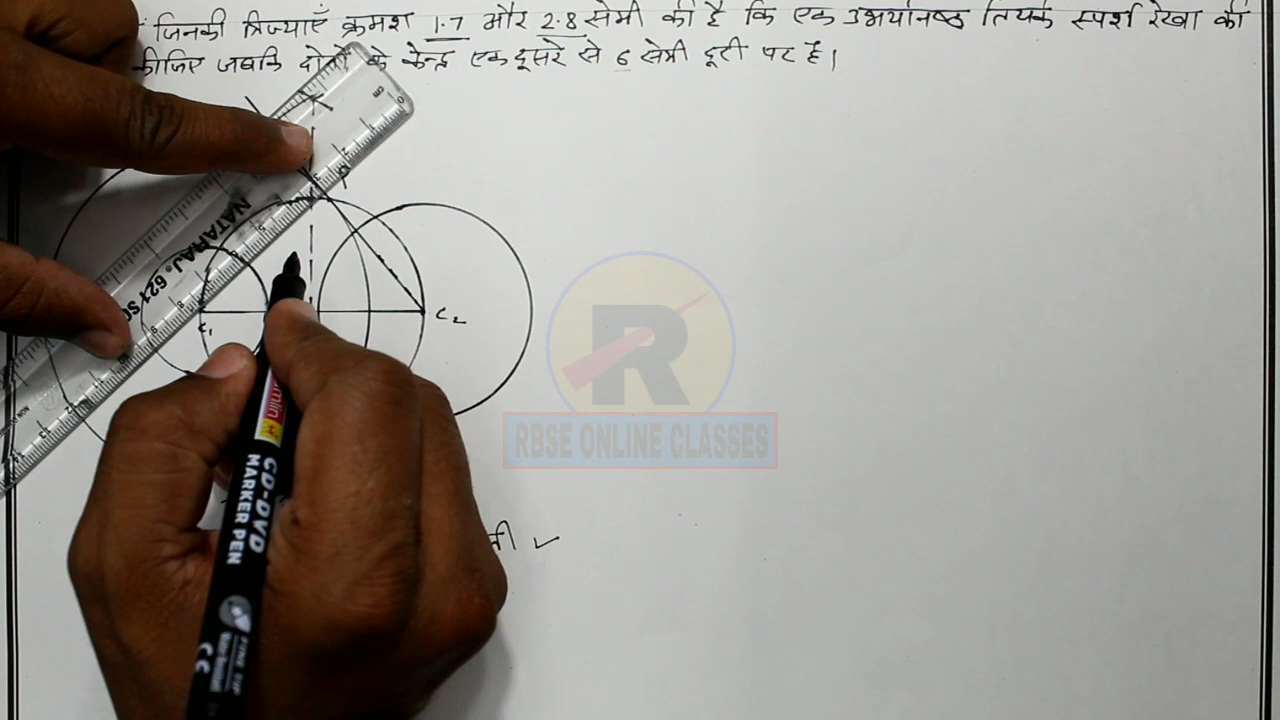 जिनकी त्रिज्याएँ क्रमश 1.7 और 2.8 सेमी की है कि एक उभयनिष्ठ तिर्यक स्पर्श रेखा की
कीजिए जबकि दोनों के केन्द्र एक दूसरे से 6 सेमी दूरी पर है।
cm
NATARAJ 621
C₁
C₂
R
RBSE ONLINE CLASSES
CD-DVD
MARKER PEN